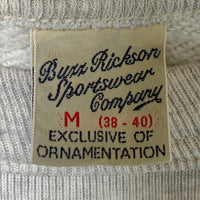 Buzz Rickson
Sportswear
Company
M (38 - 40)
EXCLUSIVE OF
ORNAMENTATION